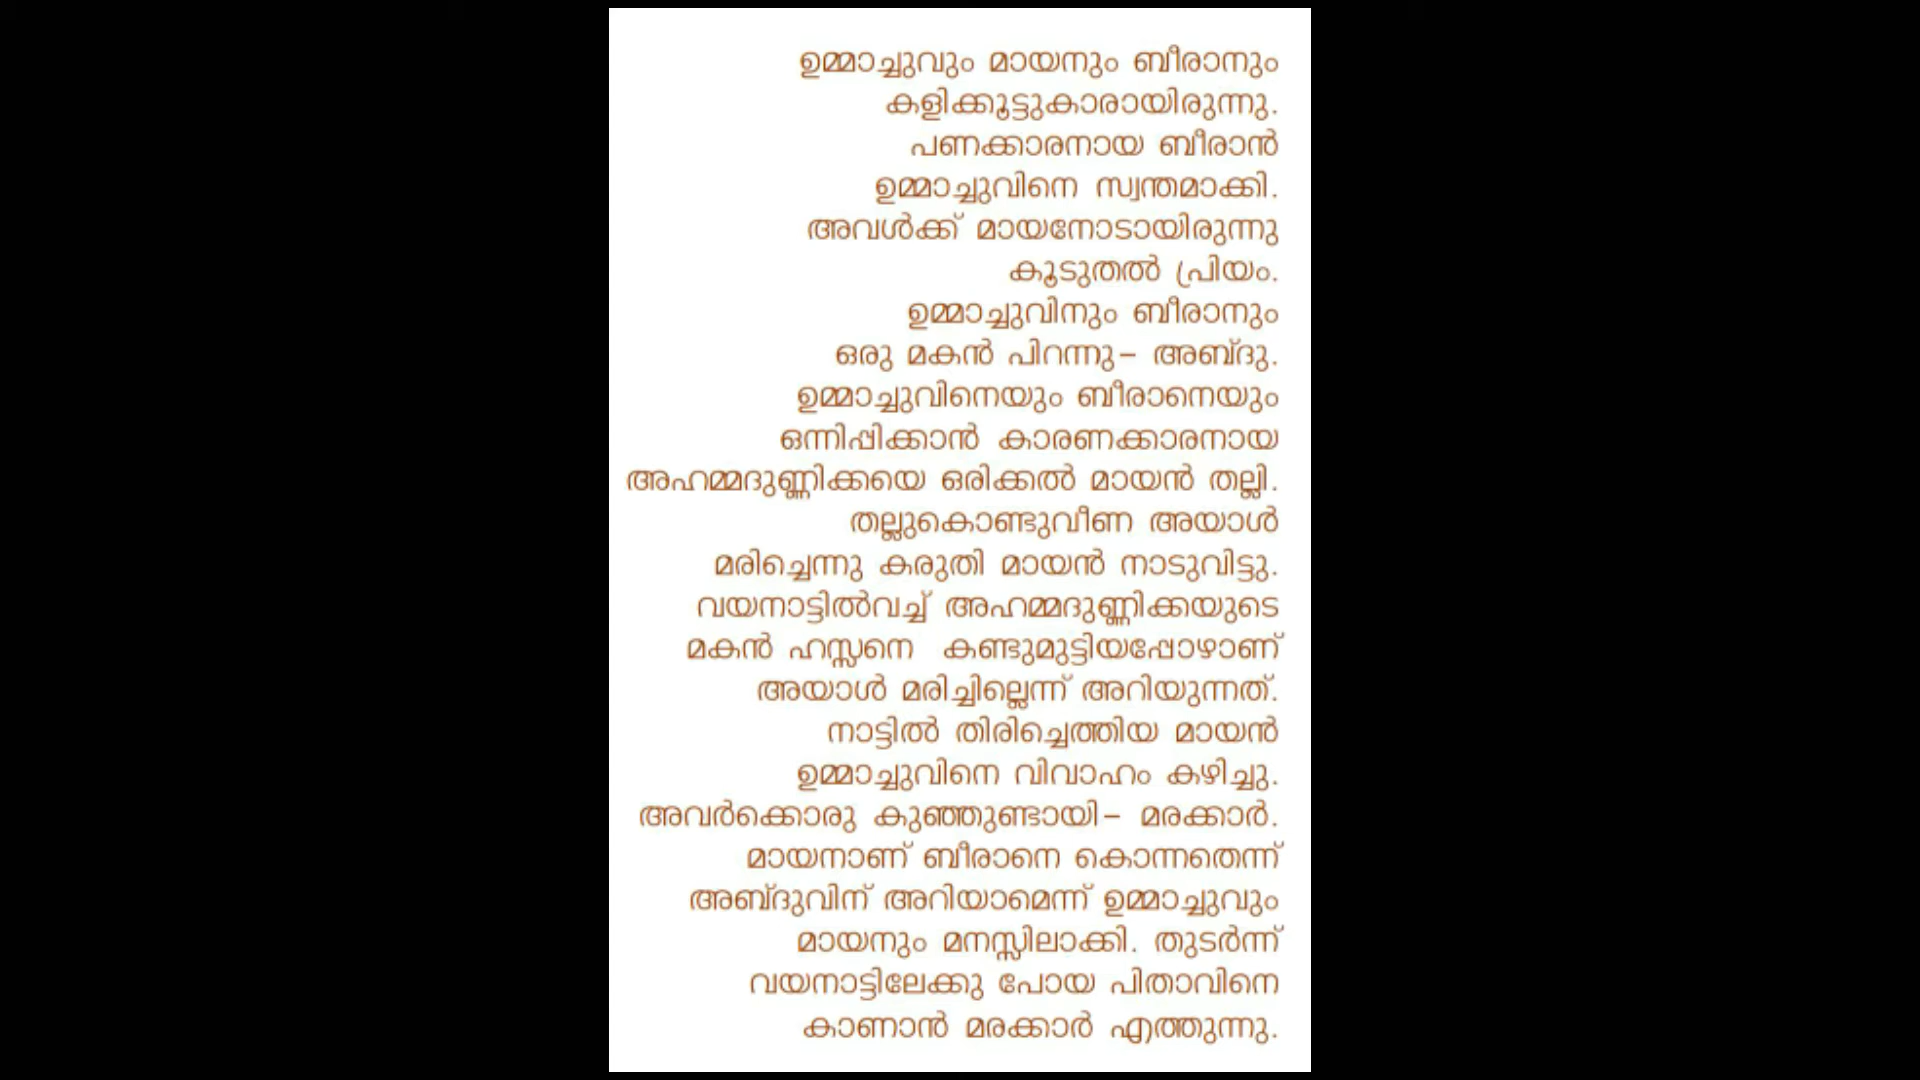 ഉമ്മാച്ചുവും മായനും ബീരാനും
കളിക്കൂട്ടുകാരായിരുന്നു.
പണക്കാരനായ ബീരാൻ
ഉമ്മാച്ചുവിനെ സ്വന്തമാക്കി.
അവൾക്ക് മായനോടായിരുന്നു
കൂടുതൽ പ്രിയം.
ഉമ്മാച്ചുവിനും ബീരാനും
ഒരു മകൻ പിറന്നു– അബ്ദു.
ഉമ്മാച്ചുവിനെയും ബീരാനെയും
ഒന്നിപ്പിക്കാൻ കാരണക്കാരനായ
അഹമ്മദുണ്ണിക്കയെ ഒരിക്കൽ മായൻ തല്ലി.
തല്ലുകൊണ്ടുവീണ അയാൾ
മരിച്ചെന്നു കരുതി മായൻ നാടുവിട്ടു.
വയനാട്ടിൽവച്ച് അഹമ്മദുണ്ണിക്കയുടെ
മകൻ ഹസ്സനെ കണ്ടുമുട്ടിയപ്പോഴാണ്
അയാൾ മരിച്ചില്ലെന്ന് അറിയുന്നത്.
നാട്ടിൽ തിരിച്ചെത്തിയ മായൻ
ഉമ്മാച്ചുവിനെ വിവാഹം കഴിച്ചു.
അവർക്കൊരു കുഞ്ഞുണ്ടായി– മരക്കാർ.
മായനാണ് ബീരാനെ കൊന്നതെന്ന്
അബ്ദുവിന് അറിയാമെന്ന് ഉമ്മാച്ചുവും
മായനും മനസ്സിലാക്കി. തുടർന്ന്
വയനാട്ടിലേക്കു പോയ പിതാവിനെ
കാണാൻ മരക്കാർ എത്തുന്നു.